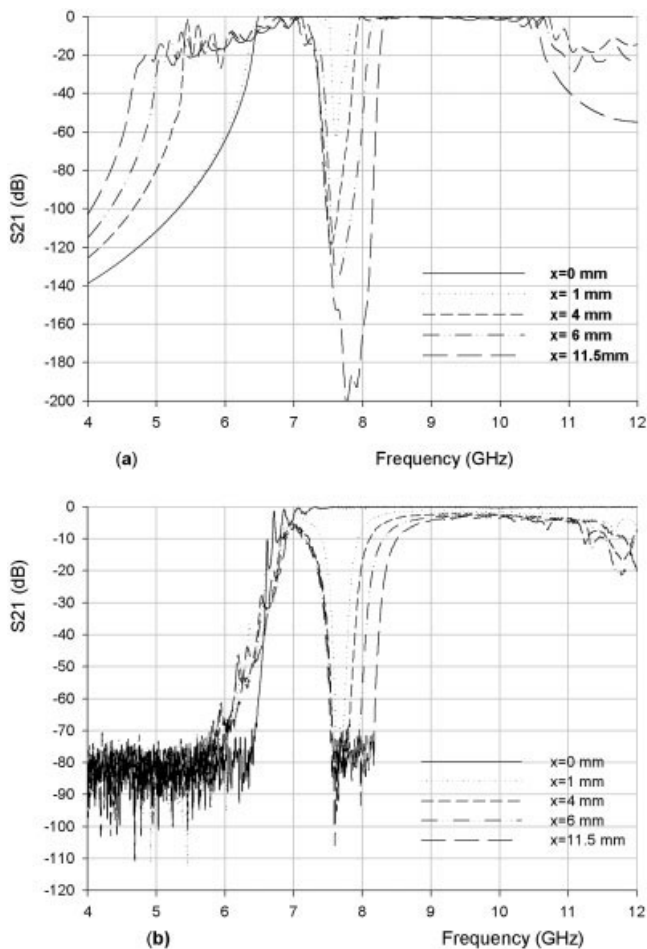 0
-20
-40
-60
-80
-100
-120
-140
-160
-180
-200
S21 (dB)
x=0 mm
x= 1 mm
x= 4 mm
x= 6 mm
x= 11.5mm
4 5 6 7 8 9 10 11 12
(a) Frequency (GHz)
0
-10
-20
-30
-40
-50
-60
-70
-80
-90
-100
-110
-120
S21 (dB)
x=0 mm
x=1 mm
x=4 mm
x=6 mm
x=11.5 mm
4 5 6 7 8 9 10 11 12
(b) Frequency (GHz)